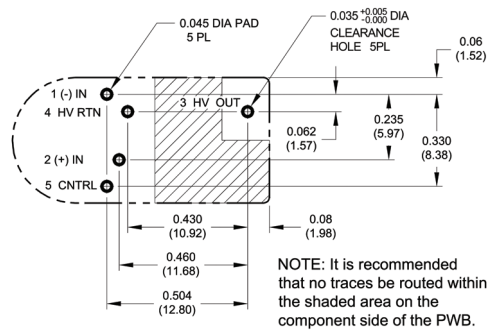 0.045 DIA PAD
5 PL
0.035 +0.005 -0.000 DIA
CLEARANCE
HOLE 5PL
0.06
(1.52)
1 (-) IN
3 HV OUT
4 HV RTN
0.062
(1.57)
0.235
(5.97)
0.330
(8.38)
2 (+) IN
5 CNTRL
0.430
(10.92)
0.08
(1.98)
0.460
(11.68)
0.504
(12.80)
NOTE: It is recommended
that no traces be routed within
the shaded area on the
component side of the PWB.